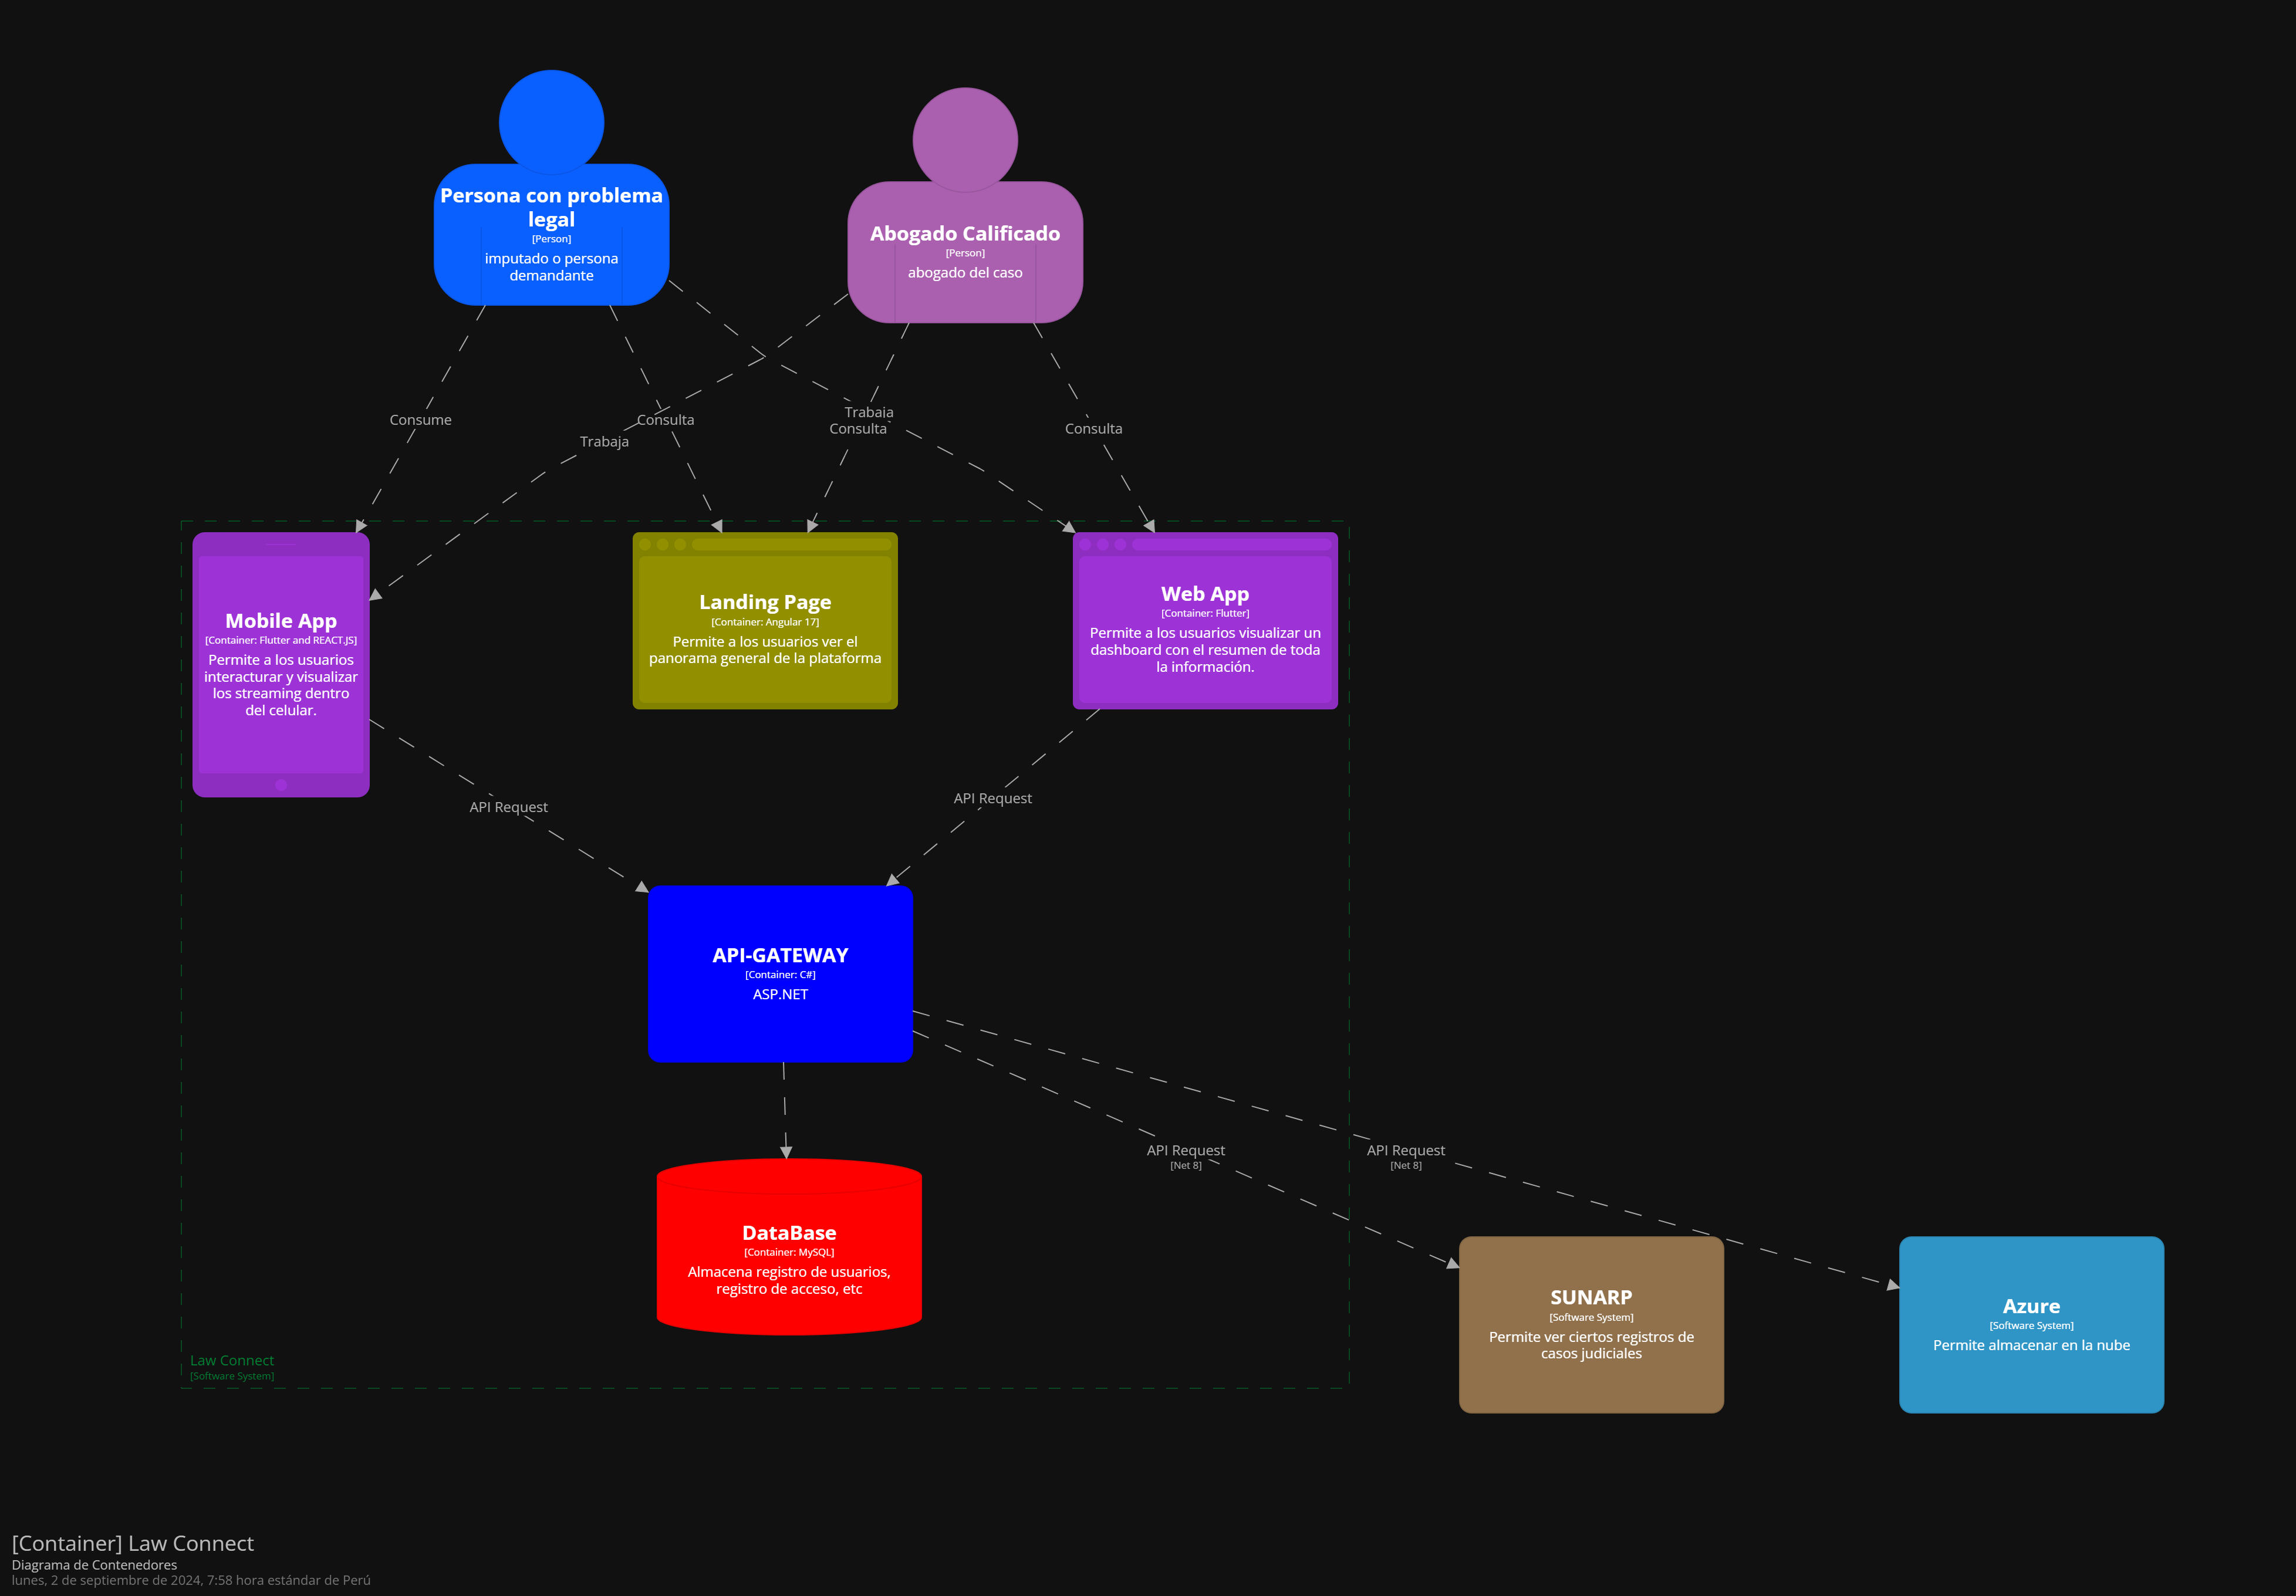 Persona con problema
legal
[Person]
imputado o persona
demandante
Abogado Calificado
[Person]
abogado del caso
Consume
Consulta
Trabaja
Trabaja
Consulta
Consulta
Mobile App
[Container: Flutter and REACT.JS]
Permite a los usuarios
interacturar y visualizar
los streaming dentro
del celular.
Landing Page
[Container: Angular 17]
Permite a los usuarios ver el
panorama general de la plataforma
Web App
[Container: Flutter]
Permite a los usuarios visualizar un
dashboard con el resumen de toda
la información.
API Request
API Request
API-GATEWAY
[Container: C#]
ASP.NET
API Request
[Net 8]
API Request
[Net 8]
DataBase
[Container: MySQL]
Almacena registro de usuarios,
registro de acceso, etc
SUNARP
[Software System]
Permite ver ciertos registros de
casos judiciales
Azure
[Software System]
Permite almacenar en la nube
Law Connect
[Software System]
[Container] Law Connect
Diagrama de Contenedores
lunes, 2 de septiembre de 2024, 7:58 hora estándar de Perú